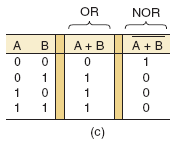 OR NOR
A B A + B A̅ ̅+̅ ̅B̅
0 0 0 1
0 1 1 0
1 0 1 0
1 1 1 0
(c)